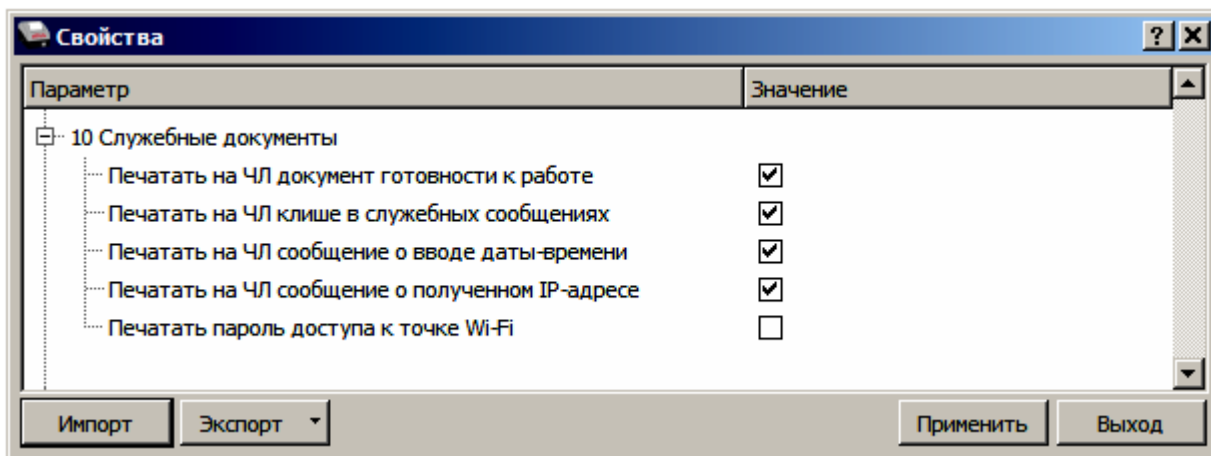 Свойства
Параметр Значение
10 Служебные документы
Печатать на ЧЛ документ готовности к работе
Печатать на ЧЛ клише в служебных сообщениях
Печатать на ЧЛ сообщение о вводе даты-времени
Печатать на ЧЛ сообщение о полученном IP-адресе
Печатать пароль доступа к точке Wi-Fi
Импорт Экспорт Применить Выход